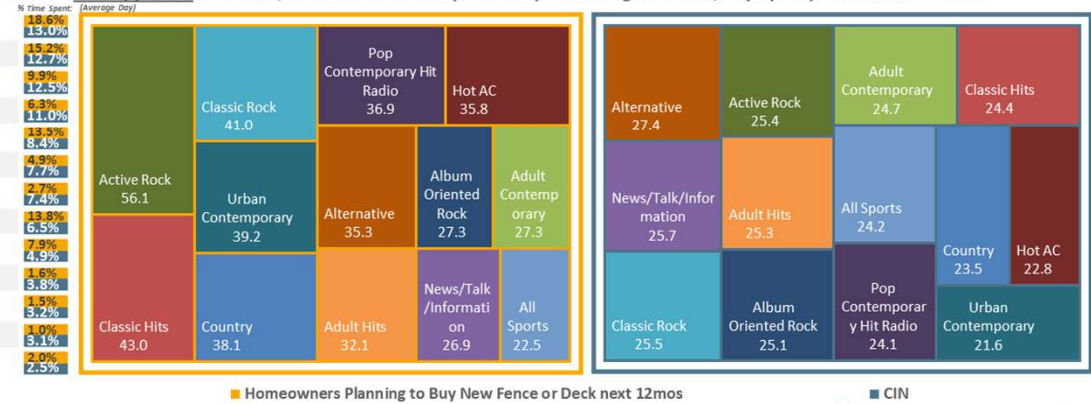 % Time Spent: (Average Day)
18.6%
13.0%
15.2%
12.7%
9.9%
12.5%
6.3%
11.0%
13.5%
8.4%
4.9%
7.7%
2.7%
7.4%
13.8%
6.5%
7.9%
4.9%
1.6%
3.8%
1.5%
3.2%
1.0%
3.1%
2.0%
2.5%
Active Rock
56.1
Classic Hits
43.0
Classic Rock
41.0
Urban
Contemporary
39.2
Country
38.1
Pop
Contemporary Hit
Radio
36.9
Hot AC
35.8
Alternative
35.3
Album
Oriented
Rock
27.3
Adult
Contemp
orary
27.3
Adult Hits
32.1
News/Talk
/Informati
on
26.9
All
Sports
22.5
Alternative
27.4
News/Talk/Infor
mation
25.7
Classic Rock
25.5
Active Rock
25.4
Adult Hits
25.3
Album
Oriented Rock
25.1
Adult
Contemporary
24.7
Classic Hits
24.4
All Sports
24.2
Pop
Contemporar
y Hit Radio
24.1
Country
23.5
Hot AC
22.8
Urban
Contemporary
21.6
Homeowners Planning to Buy New Fence or Deck next 12mos
CIN